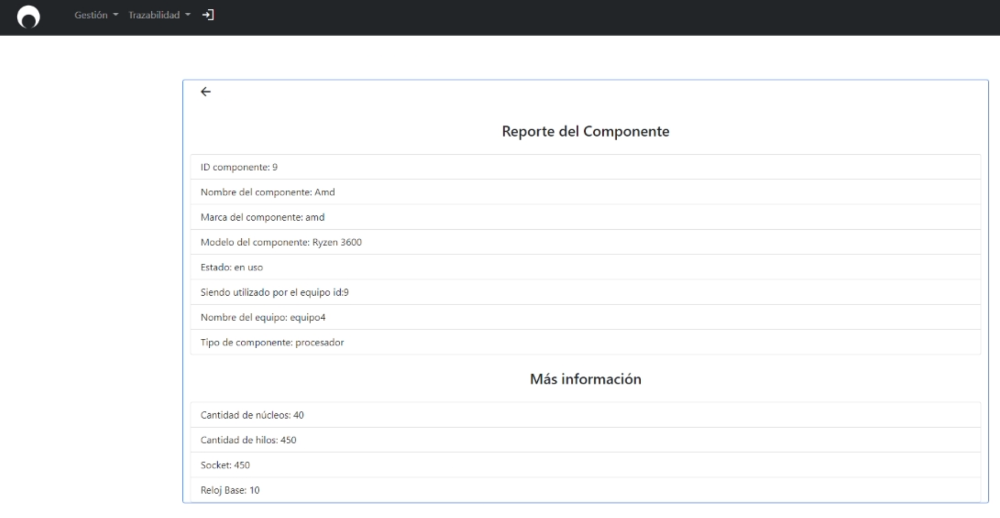 Gestión Trazabilidad
Reporte del Componente
ID componente: 9
Nombre del componente: Amd
Marca del componente: amd
Modelo del componente: Ryzen 3600
Estado: en uso
Siendo utilizado por el equipo id:9
Nombre del equipo: equipo4
Tipo de componente: procesador
Más información
Cantidad de núcleos: 40
Cantidad de hilos: 450
Socket: 450
Reloj Base: 10